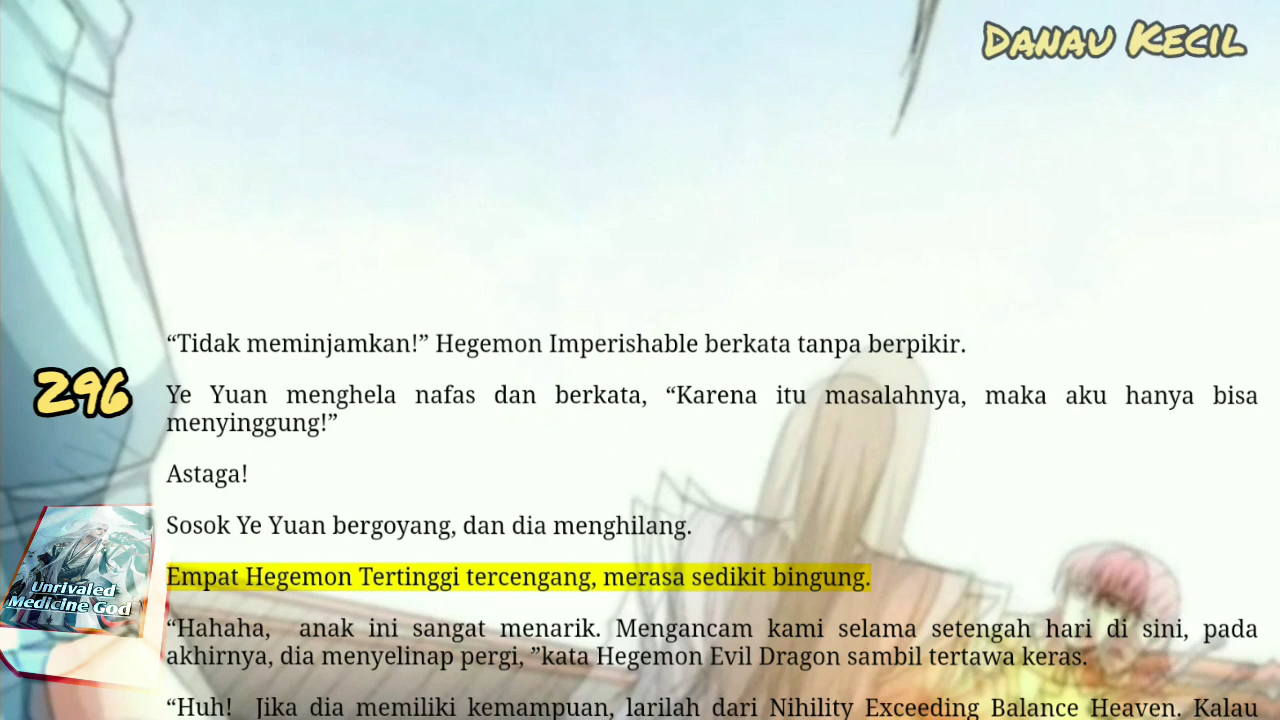 Danau Kecil
“Tidak meminjamkan!” Hegemon Imperishable berkata tanpa berpikir.
296
Ye Yuan menghela nafas dan berkata, “Karena itu masalahnya, maka aku hanya bisa
menyinggung!”
Astaga!
Sosok Ye Yuan bergoyang, dan dia menghilang.
Empat Hegemon Tertinggi tercengang, merasa sedikit bingung.
Unrivaled
Medicine God
“Hahaha,  anak ini sangat menarik. Mengancam kami selama setengah hari di sini, pada
akhirnya, dia menyelinap pergi, ”kata Hegemon Evil Dragon sambil tertawa keras.
“Huh!  Jika dia memiliki kemampuan, larilah dari Nihility Exceeding Balance Heaven. Kalau